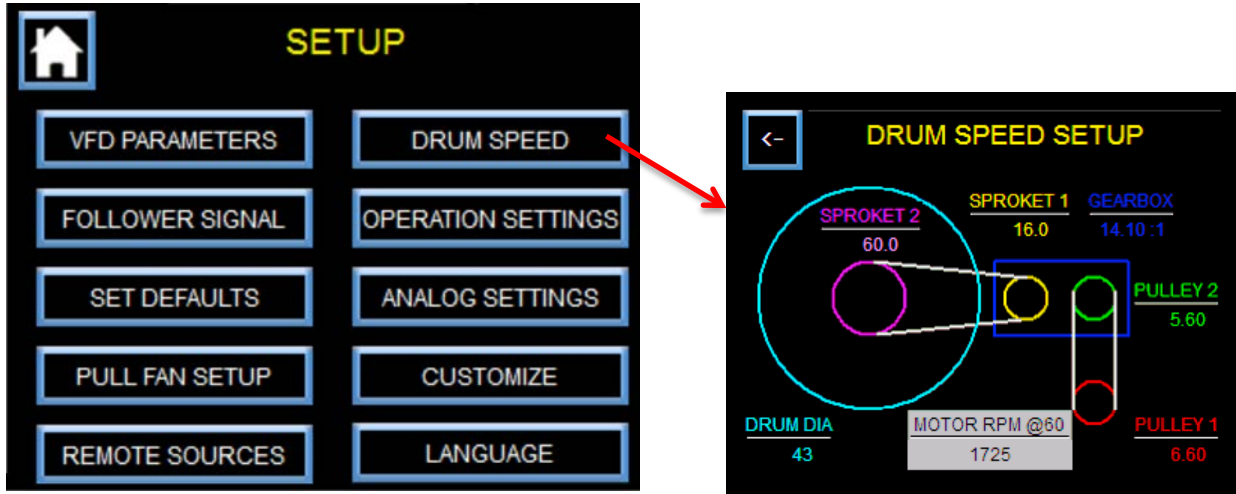 SETUP
VFD PARAMETERS
DRUM SPEED
FOLLOWER SIGNAL
OPERATION SETTINGS
SET DEFAULTS
ANALOG SETTINGS
PULL FAN SETUP
CUSTOMIZE
REMOTE SOURCES
LANGUAGE
<-
DRUM SPEED SETUP
SPROKET 2
60.0
SPROKET 1
16.0
GEARBOX
14.10 :1
PULLEY 2
5.60
DRUM DIA
43
MOTOR RPM @60
1725
PULLEY 1
6.60